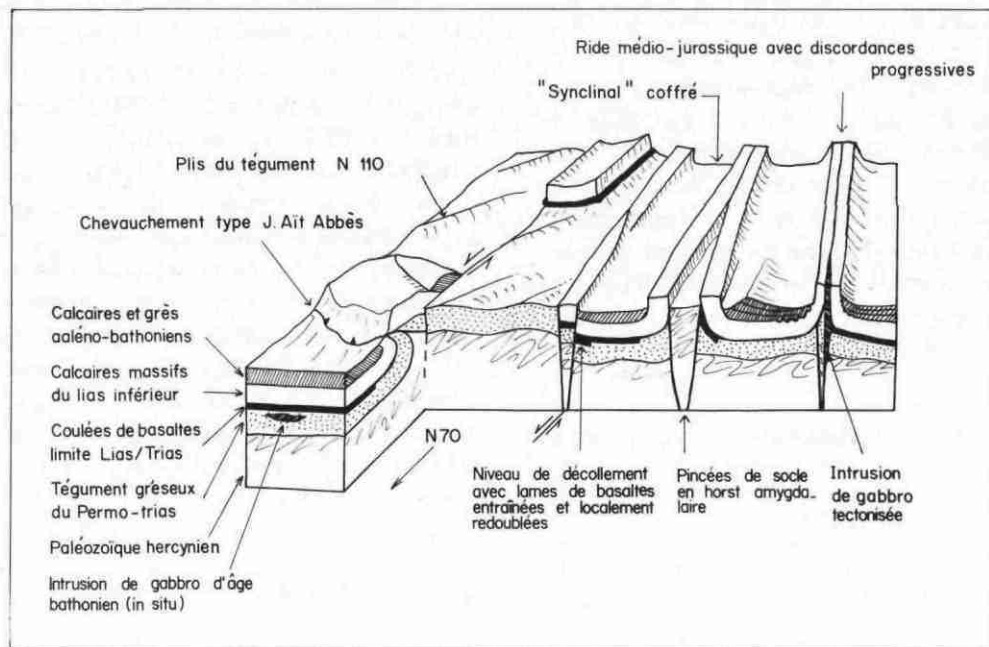 Ride médio-jurassique avec discordances
progressives
"Synclinal" coffré
Plis du tégument N 110
Chevauchement type J. Aït Abbès
Calcaires et grès
aaléno-bathoniens
Calcaires massifs
du lias inférieur
Coulées de basaltes
limite Lias/Trias
Tégument grèseux
du Permo-trias
Paléozoïque hercynien
Intrusion de gabbro d'âge
bathonien (in situ)
N70
Niveau de décollement
avec lames de basaltes
entraînées et localement
redoublées
Pincées de socle
en horst amygda_
laire
Intrusion
de gabbro
tectonisée